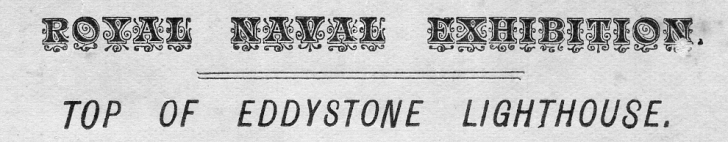 ROYAL NAVAL EXHIBITION.
TOP OF EDDYSTONE LIGHTHOUSE.